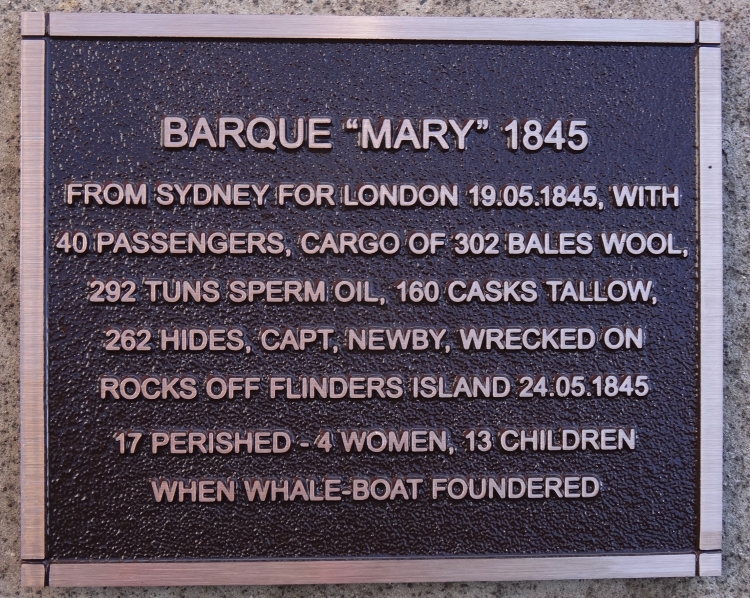 BARQUE “MARY” 1845
FROM SYDNEY FOR LONDON 19.05.1845, WITH
40 PASSENGERS, CARGO OF 302 BALES WOOL,
292 TUNS SPERM OIL, 160 CASKS TALLOW,
262 HIDES, CAPT, NEWBY, WRECKED ON
ROCKS OFF FLINDERS ISLAND 24.05.1845
17 PERISHED - 4 WOMEN, 13 CHILDREN
WHEN WHALE-BOAT FOUNDERED